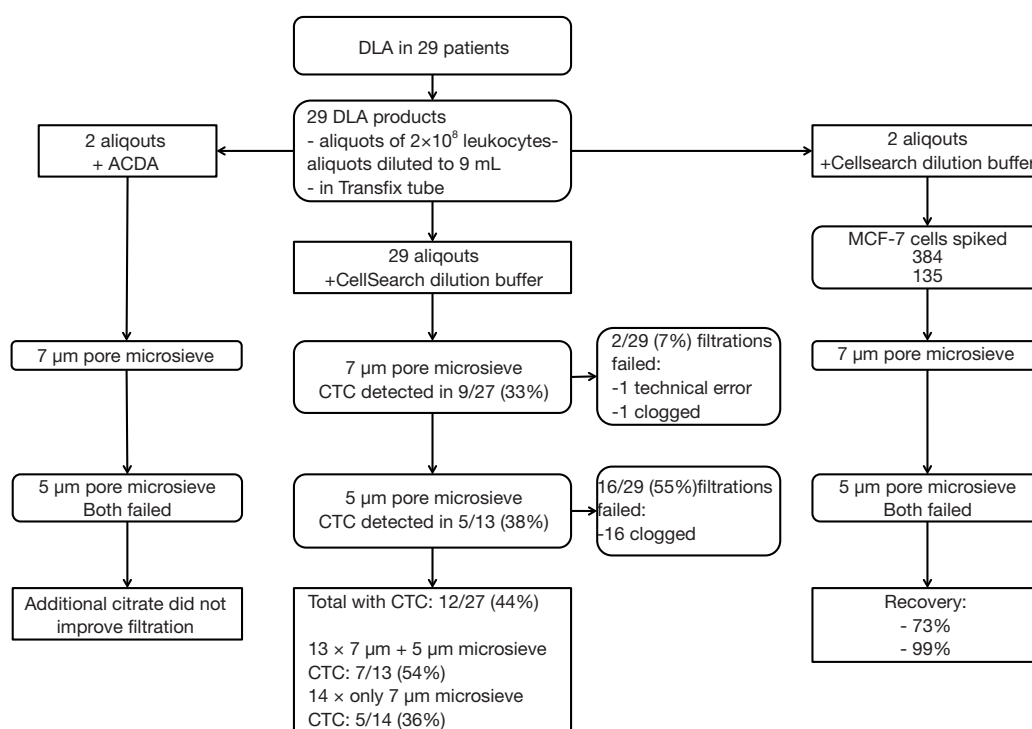 DLA in 29 patients
29 DLA products
- aliquots of 2×10⁸ leukocytes-
aliquots diluted to 9 mL
- in Transfix tube
2 aliqouts
+ ACDA
2 aliqouts
+Cellsearch dilution buffer
29 aliqouts
+CellSearch dilution buffer
MCF-7 cells spiked
384
135
7 µm pore microsieve
7 µm pore microsieve
CTC detected in 9/27 (33%)
2/29 (7%) filtrations
failed:
-1 technical error
-1 clogged
7 µm pore microsieve
5 µm pore microsieve
Both failed
5 µm pore microsieve
CTC detected in 5/13 (38%)
16/29 (55%)filtrations
failed:
-16 clogged
5 µm pore microsieve
Both failed
Additional citrate did not
improve filtration
Total with CTC: 12/27 (44%)
13 × 7 µm + 5 µm microsieve
CTC: 7/13 (54%)
14 × only 7 µm microsieve
CTC: 5/14 (36%)
Recovery:
- 73%
- 99%